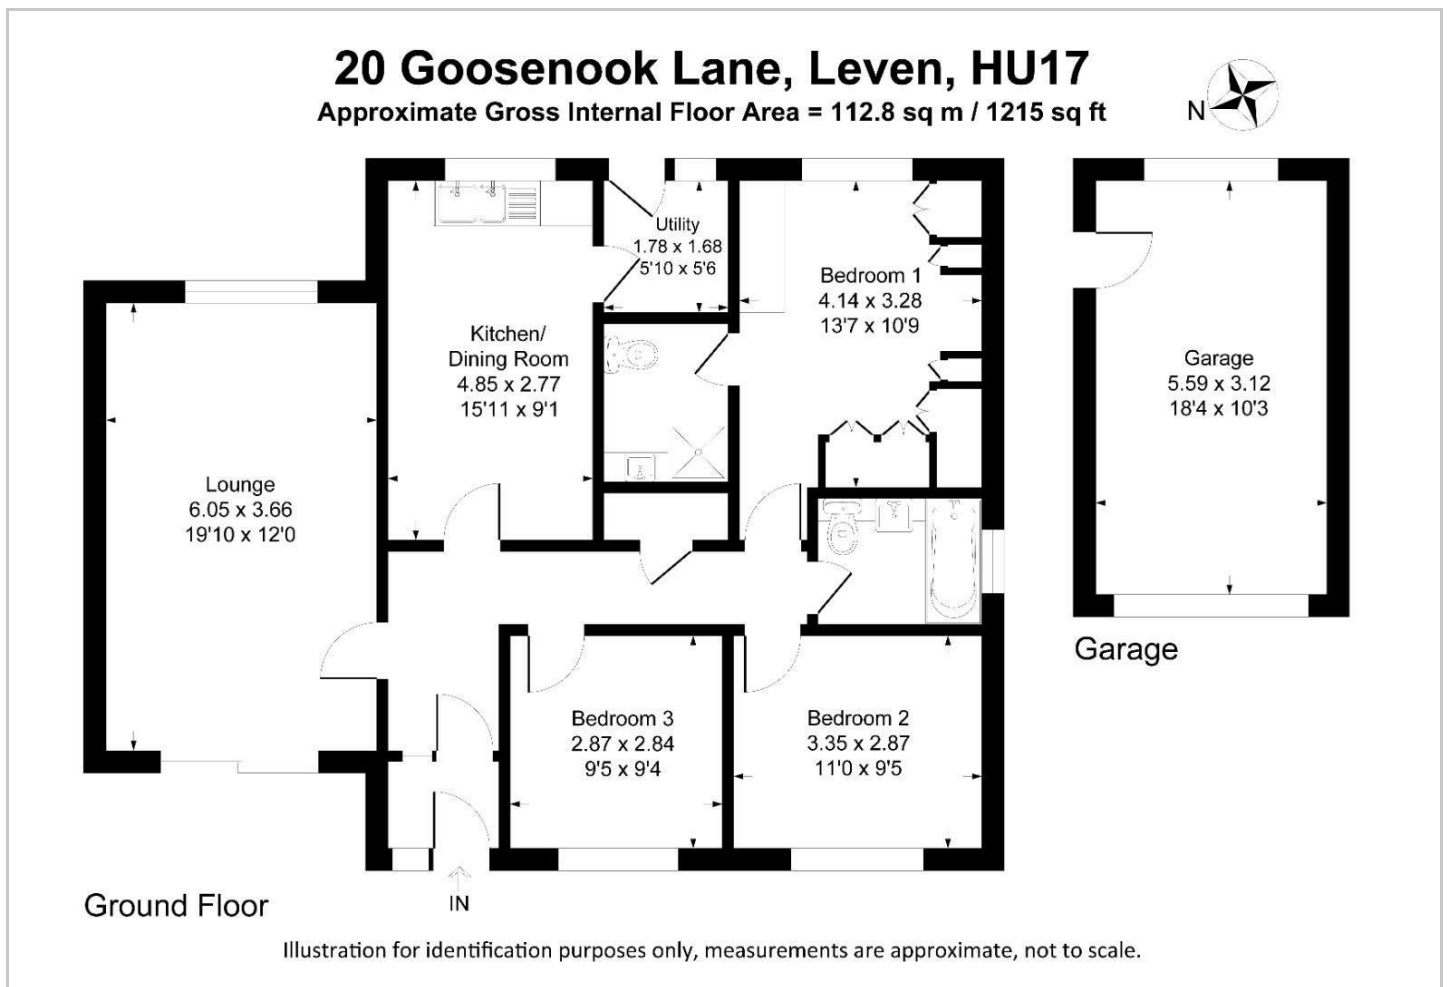 20 Goosenook Lane, Leven, HU17
Approximate Gross Internal Floor Area = 112.8 sq m / 1215 sq ft
N
Utility
1.78 x 1.68
5'10 x 5'6
Bedroom 1
4.14 x 3.28
13'7 x 10'9
Kitchen/
Dining Room
4.85 x 2.77
15'11 x 9'1
Garage
5.59 x 3.12
18'4 x 10'3
Lounge
6.05 x 3.66
19'10 x 12'0
Garage
Bedroom 3
2.87 x 2.84
9'5 x 9'4
Bedroom 2
3.35 x 2.87
11'0 x 9'5
Ground Floor
IN
Illustration for identification purposes only, measurements are approximate, not to scale.